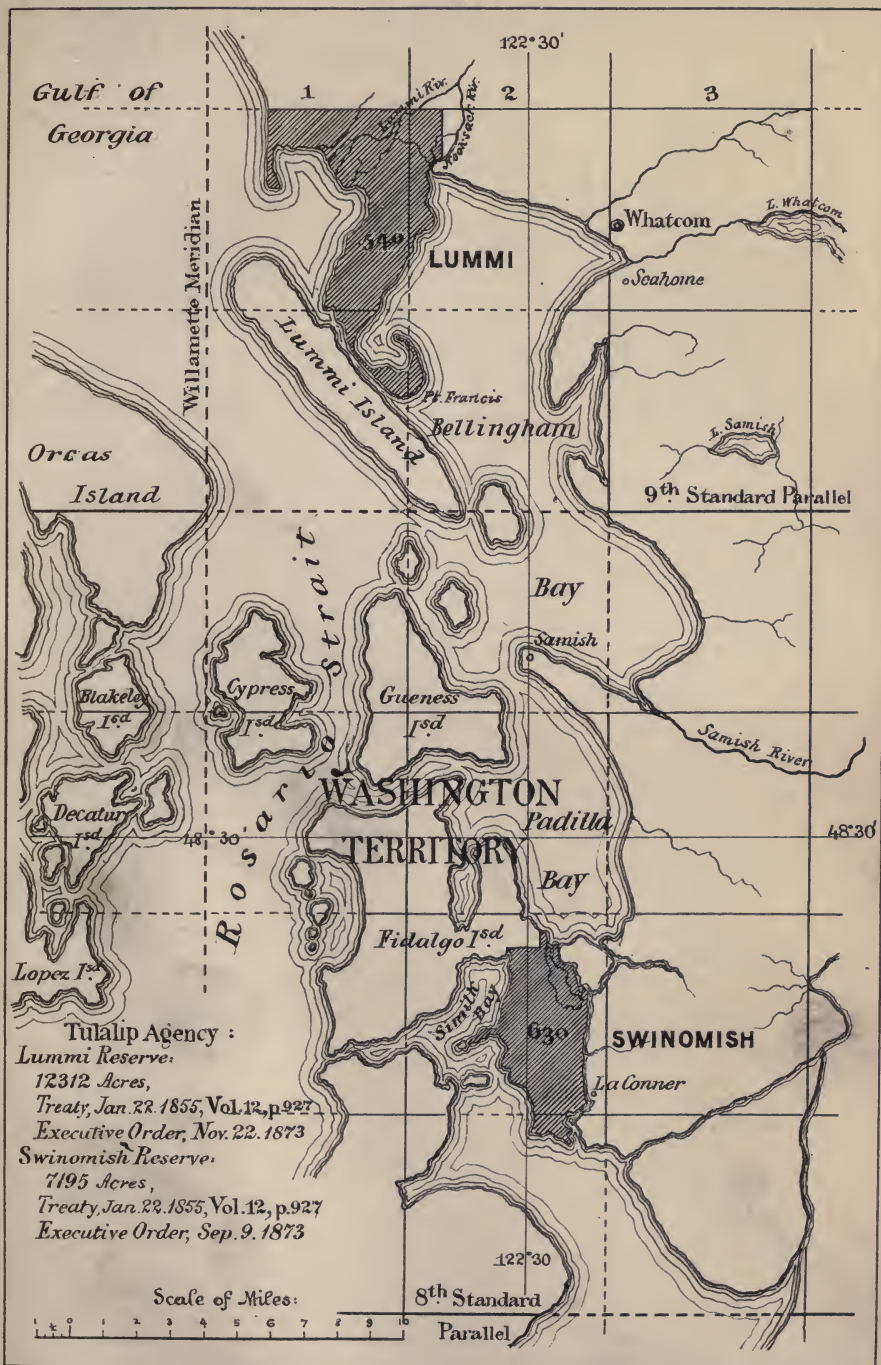 122°30'
Gulf of
Georgia
1
2
3
Lummi Riv.
Nooksack Riv.
Willamette Meridian
540
LUMMI
Whatcom
L. Whatcom
Seahome
Lummi Island
Pt. Francis
Bellingham
L. Samish
Orcas
Island
9th Standard Parallel
Rosario Strait
Bay
Samish
Blakeley
Isd
Cypress
Isd
Gueness
Isd
Samish River
WASHINGTON
TERRITORY
Decatur
Isd
48°30'
Padilla
Bay
48°30'
Fidalgo Isd.
Lopez Isd
Similk Bay
630
SWINOMISH
La Conner
Tulalip Agency:
Lummi Reserve:
12312 Acres,
Treaty, Jan. 22. 1855, Vol. 12, p. 927
Executive Order, Nov. 22. 1873
Swinomish Reserve:
7195 Acres,
Treaty, Jan. 22. 1855, Vol. 12, p. 927
Executive Order, Sep. 9. 1873
122°30
Scale of Miles:
1 ½ 0 1 2 3 4 5 6 7 8 9 10
8th Standard
Parallel